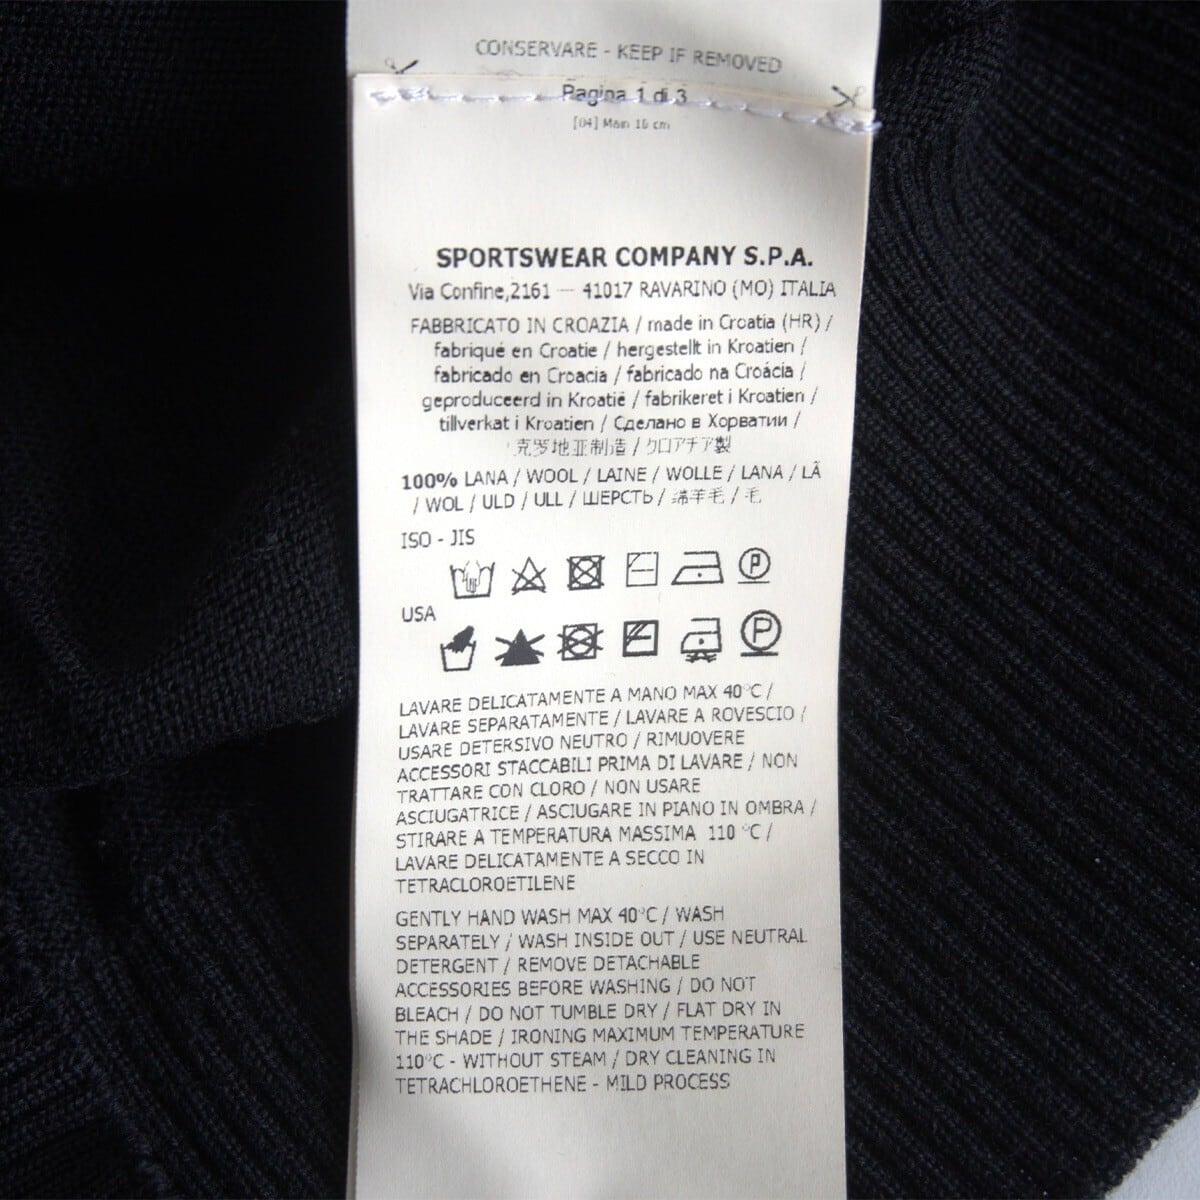 CONSERVARE - KEEP IF REMOVED
Pagina 1 di 3
[04] Main 10 cm
SPORTSWEAR COMPANY S.P.A.
Via Confine,2161 — 41017 RAVARINO (MO) ITALIA
FABBRICATO IN CROAZIA / made in Croatia (HR) /
fabriqué en Croatie / hergestellt in Kroatien /
fabricado en Croacia / fabricado na Croácia /
geproduceerd in Kroatië / fabrikeret i Kroatien /
tillverkat i Kroatien / Сделано в Хорватии /
克罗地亚制造 / クロアチア製
100% LANA / WOOL / LAINE / WOLLE / LANA / LÃ
/ WOL / ULD / ULL / ШЕРСТЬ / 绵羊毛 / 毛
ISO - JIS
P
USA
P
LAVARE DELICATAMENTE A MANO MAX 40°C /
LAVARE SEPARATAMENTE / LAVARE A ROVESCIO /
USARE DETERSIVO NEUTRO / RIMUOVERE
ACCESSORI STACCABILI PRIMA DI LAVARE / NON
TRATTARE CON CLORO / NON USARE
ASCIUGATRICE / ASCIUGARE IN PIANO IN OMBRA /
STIRARE A TEMPERATURA MASSIMA 110 °C /
LAVARE DELICATAMENTE A SECCO IN
TETRACLOROETILENE
GENTLY HAND WASH MAX 40°C / WASH
SEPARATELY / WASH INSIDE OUT / USE NEUTRAL
DETERGENT / REMOVE DETACHABLE
ACCESSORIES BEFORE WASHING / DO NOT
BLEACH / DO NOT TUMBLE DRY / FLAT DRY IN
THE SHADE / IRONING MAXIMUM TEMPERATURE
110°C - WITHOUT STEAM / DRY CLEANING IN
TETRACHLOROETHENE - MILD PROCESS